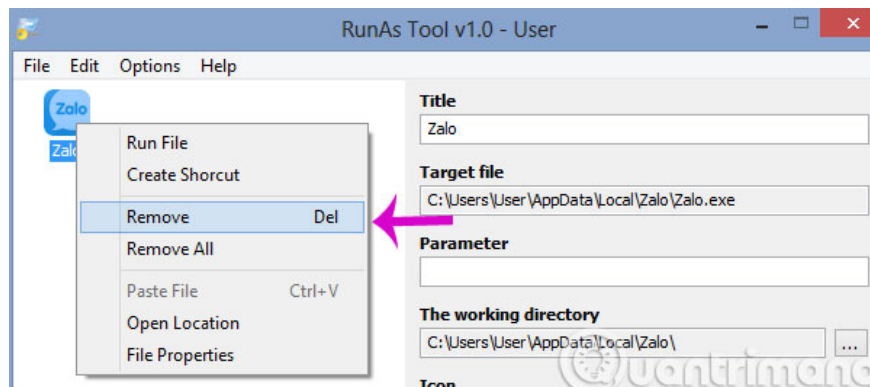 RunAs Tool v1.0 - User
File Edit Options Help
Zalo
Run File
Create Shorcut
Remove Del
Remove All
Paste File Ctrl+V
Open Location
File Properties
Title
Zalo
Target file
C:\Users\User\AppData\Local\Zalo\Zalo.exe
Parameter
The working directory
C:\Users\User\AppData\Local\Zalo\
...
Icon